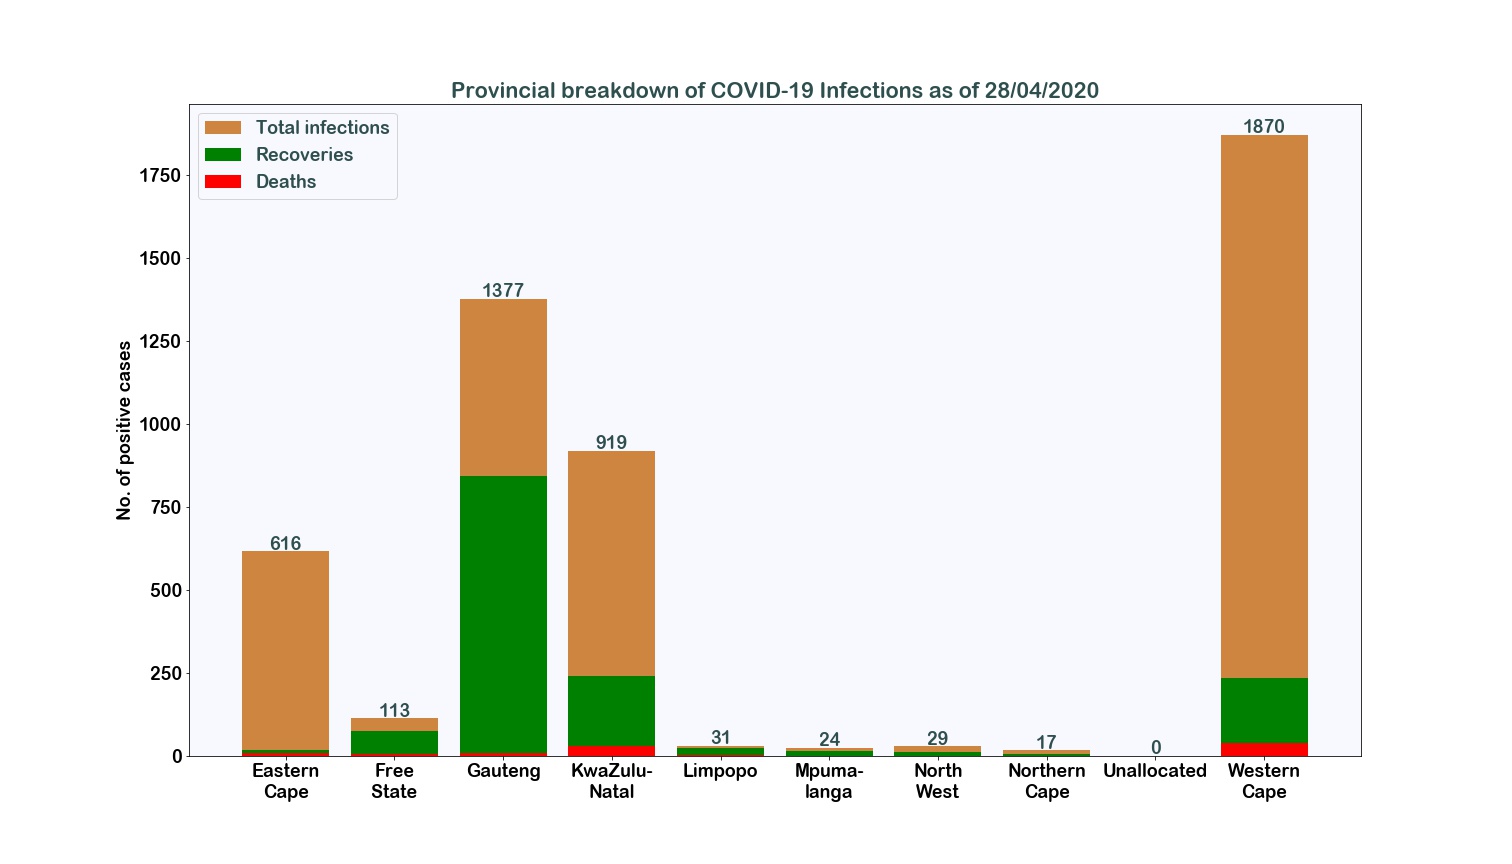 Provincial breakdown of COVID-19 Infections as of 28/04/2020
Total infections
Recoveries
Deaths
No. of positive cases
1750
1500
1250
1000
750
500
250
0
616
113
1377
919
31
24
29
17
0
1870
Eastern
Cape
Free
State
Gauteng
KwaZulu-
Natal
Limpopo
Mpuma-
langa
North
West
Northern
Cape
Unallocated
Western
Cape